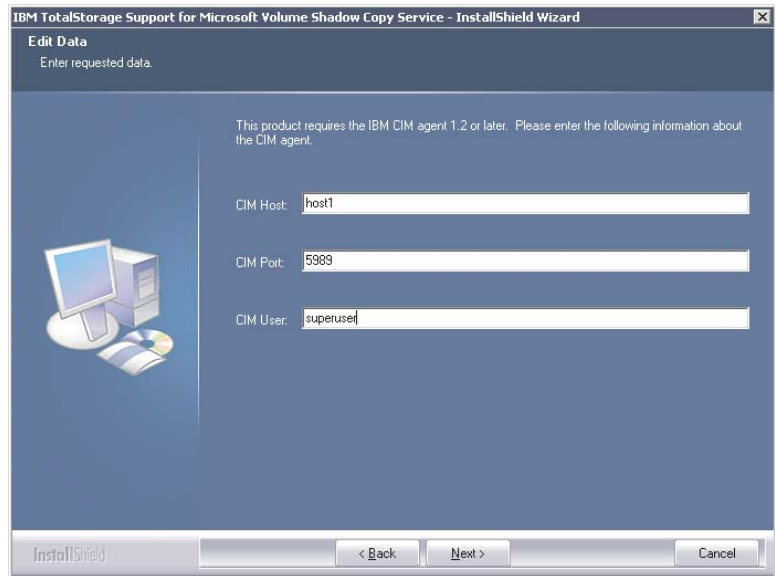 IBM TotalStorage Support for Microsoft Volume Shadow Copy Service - InstallShield Wizard
Edit Data
Enter requested data.
This product requires the IBM CIM agent 1.2 or later. Please enter the following information about
the CIM agent.
CIM Host: host1
CIM Port: 5989
CIM User: superuser
InstallShield
< Back Next > Cancel